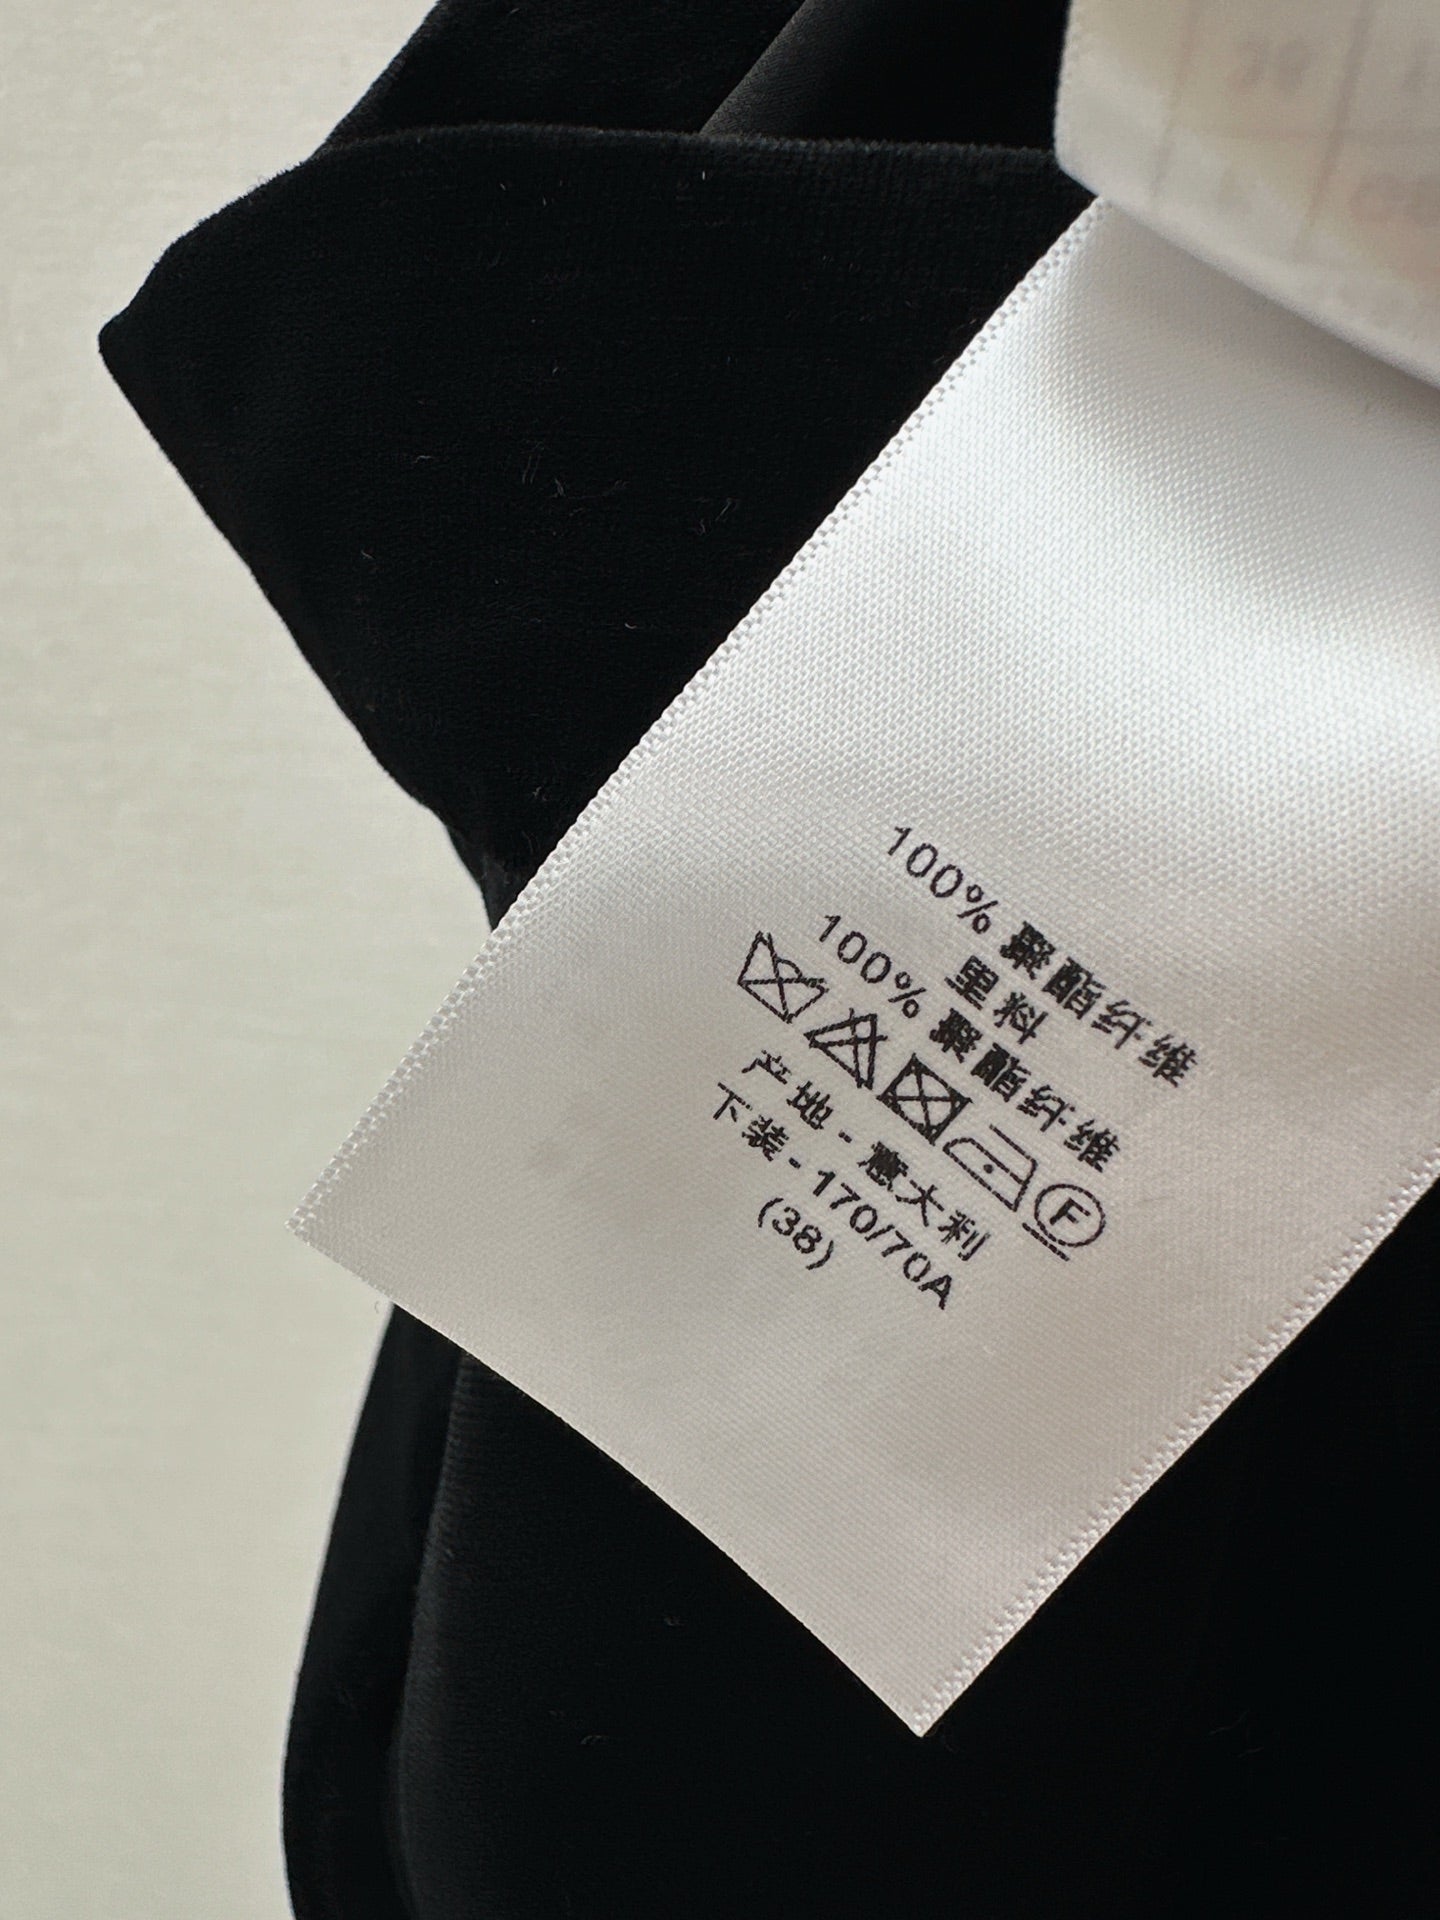 100% 聚酯纤维
里料
100% 聚酯纤维
F
产地 - 意大利
下装 - 170/70A
(38)